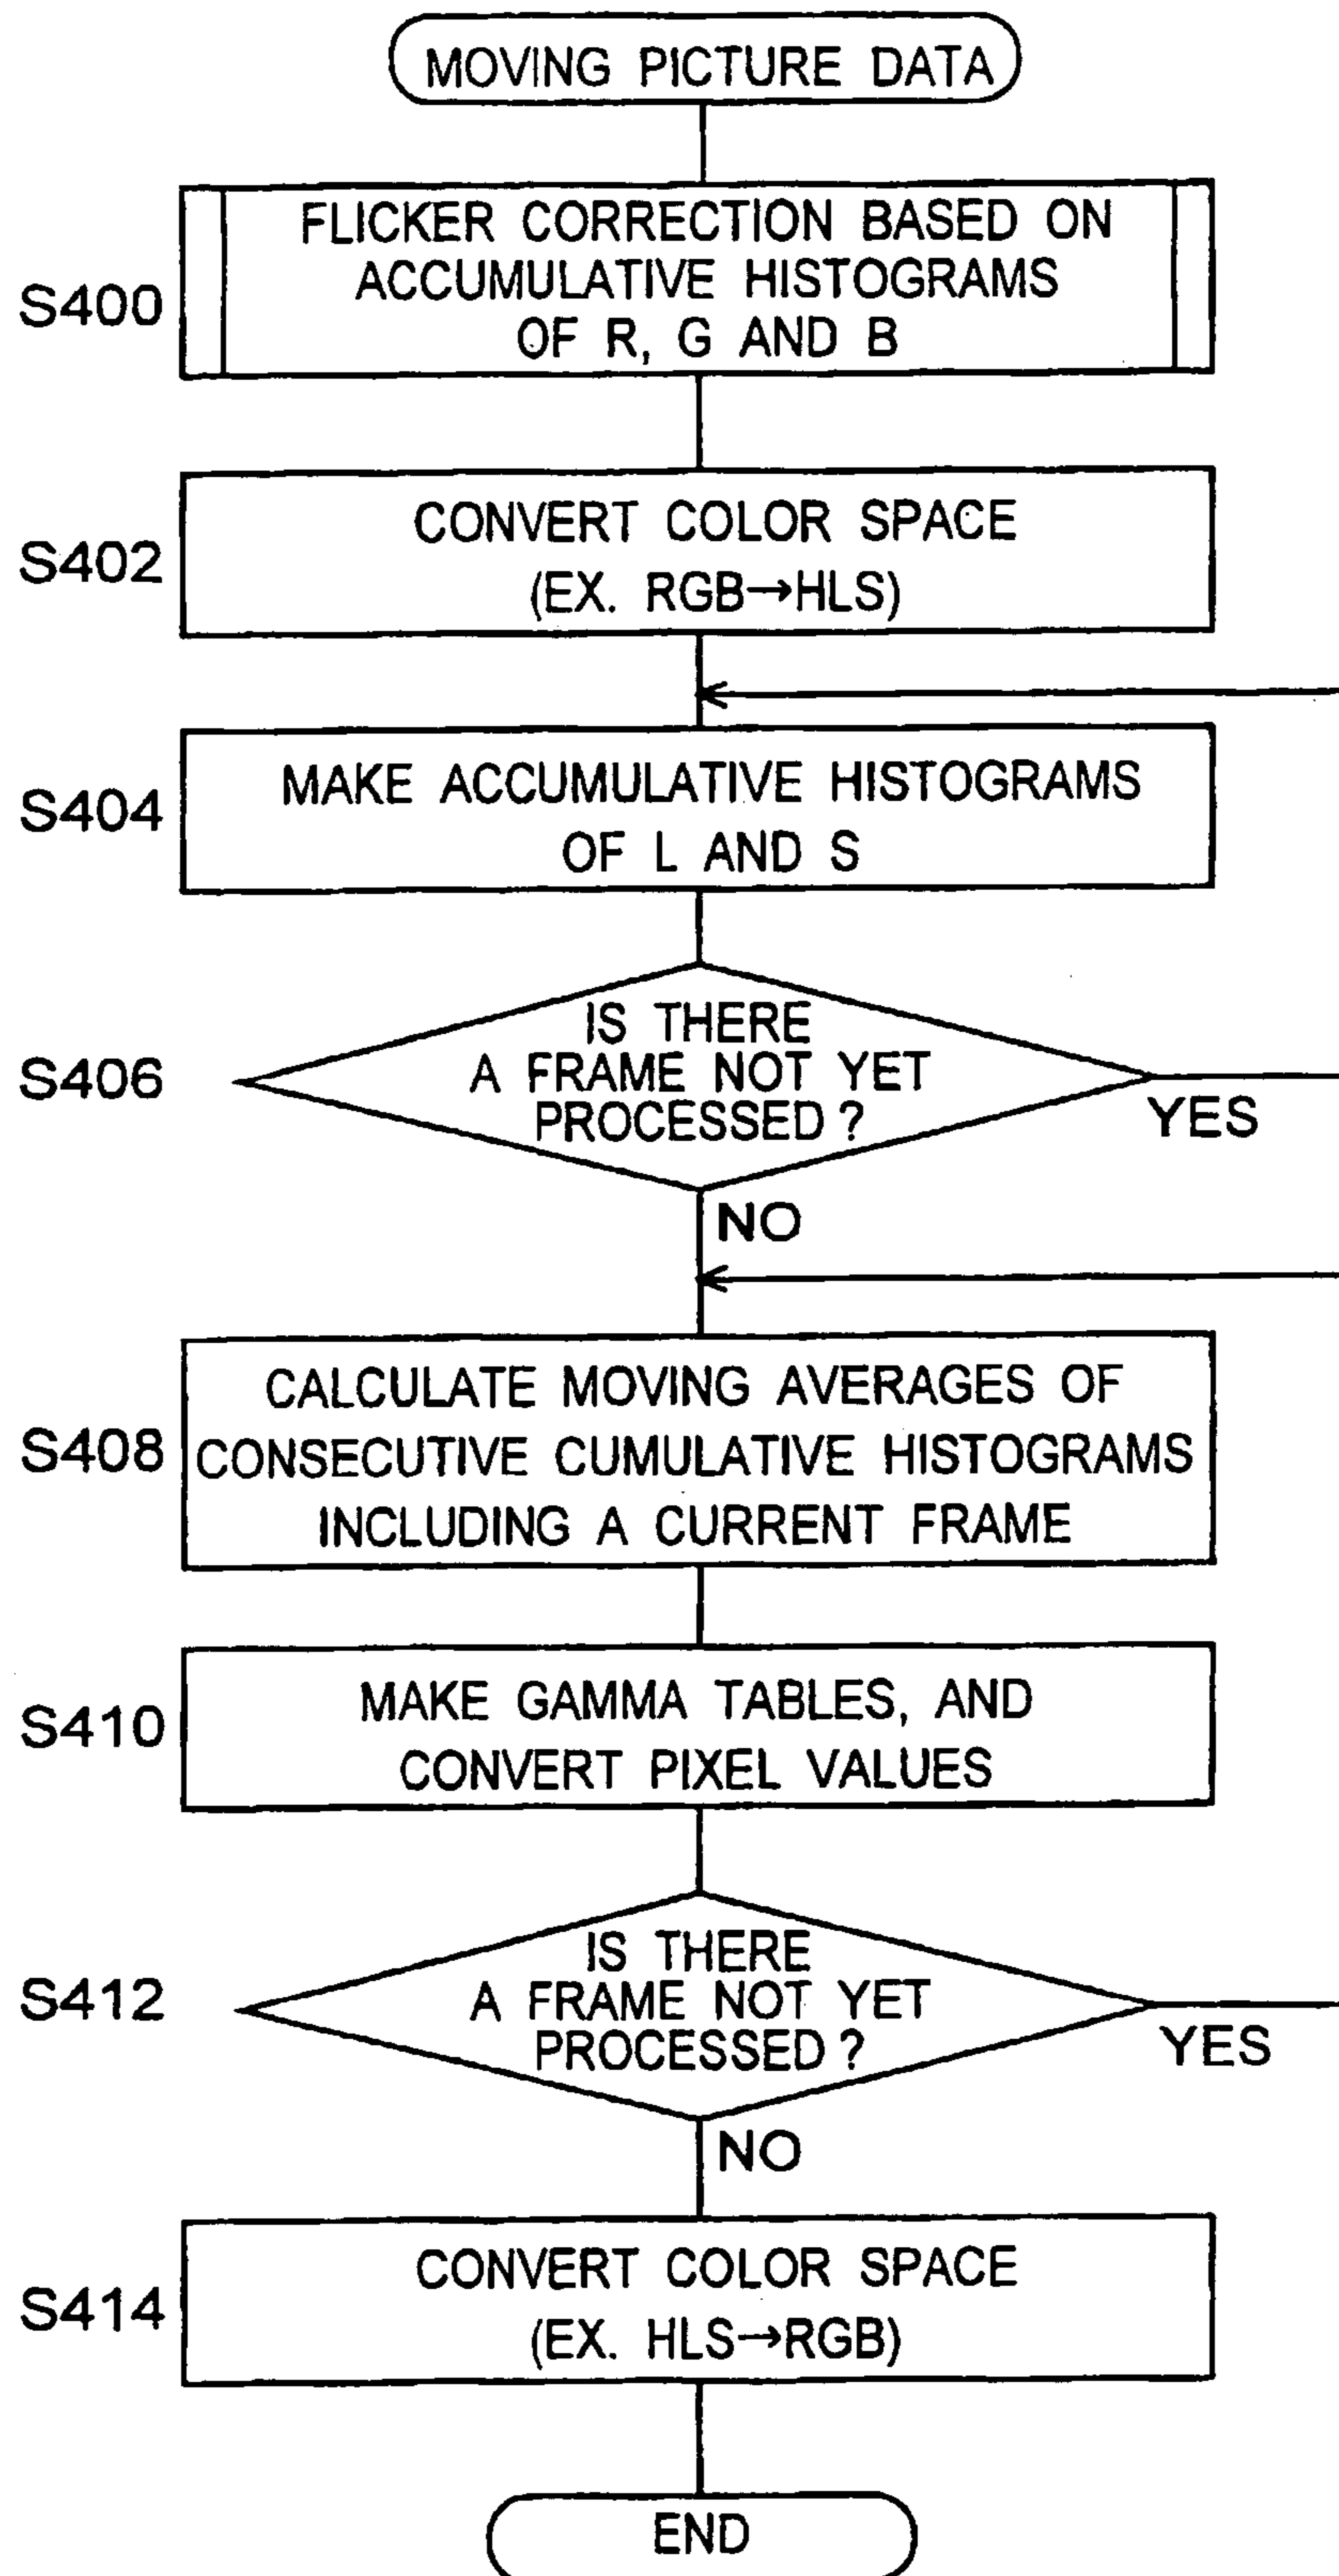 MOVING PICTURE DATA
S400
FLICKER CORRECTION BASED ON
ACCUMULATIVE HISTOGRAMS
OF R, G AND B
S402
CONVERT COLOR SPACE
(EX. RGB→HLS)
S404
MAKE ACCUMULATIVE HISTOGRAMS
OF L AND S
S406
IS THERE
A FRAME NOT YET
PROCESSED ?
YES
NO
S408
CALCULATE MOVING AVERAGES OF
CONSECUTIVE CUMULATIVE HISTOGRAMS
INCLUDING A CURRENT FRAME
S410
MAKE GAMMA TABLES, AND
CONVERT PIXEL VALUES
S412
IS THERE
A FRAME NOT YET
PROCESSED ?
YES
NO
S414
CONVERT COLOR SPACE
(EX. HLS→RGB)
END